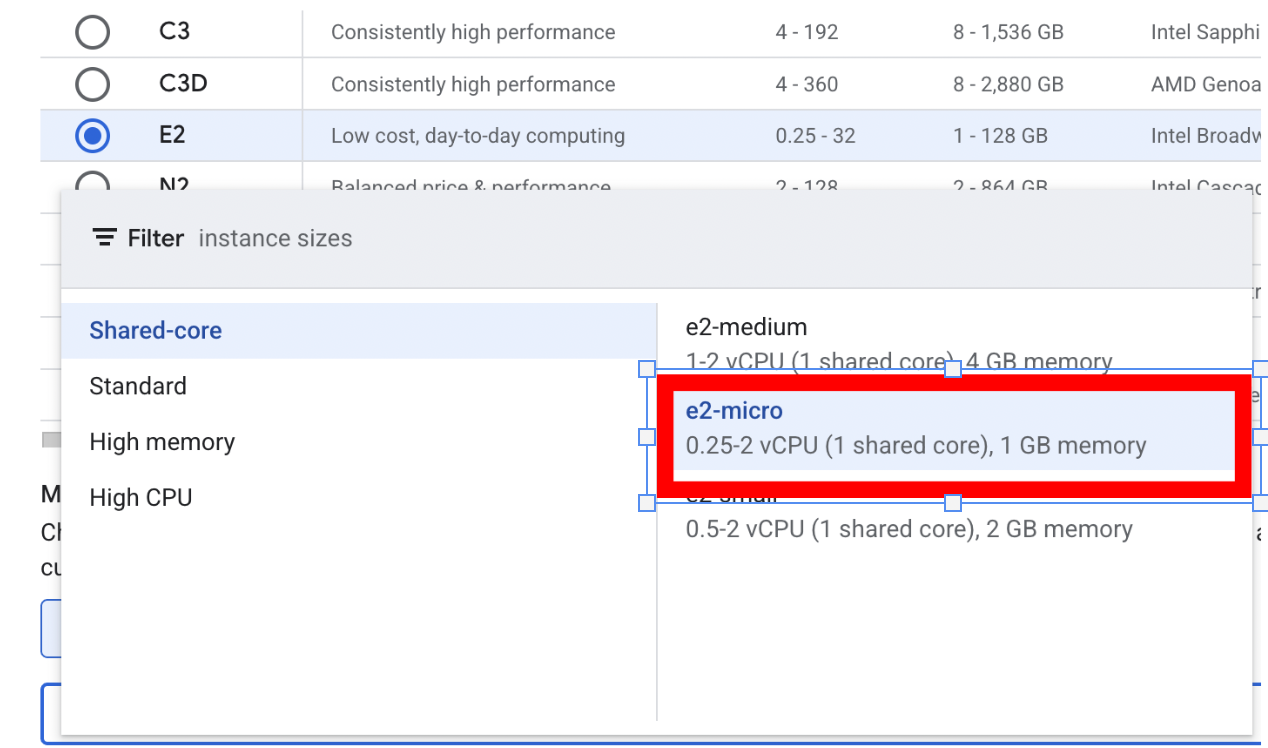 C3 Consistently high performance 4 - 192 8 - 1,536 GB Intel Sapphi
C3D Consistently high performance 4 - 360 8 - 2,880 GB AMD Genoa
E2 Low cost, day-to-day computing 0.25 - 32 1 - 128 GB Intel Broadw
N2 Balanced price & performance 2 - 128 2 - 864 GB Intel Cascad
Filter instance sizes
Shared-core
Standard
High memory
High CPU
e2-medium
1-2 vCPU (1 shared core), 4 GB memory
e2-micro
0.25-2 vCPU (1 shared core), 1 GB memory
e2-small
0.5-2 vCPU (1 shared core), 2 GB memory